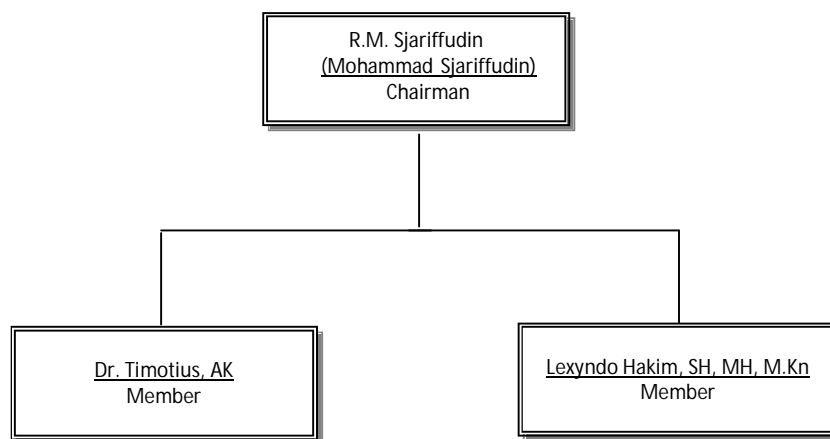 R.M. Sjariffudin
(Mohammad Sjariffudin)
Chairman
Dr. Timotius, AK
Member
Lexyndo Hakim, SH, MH, M.Kn
Member